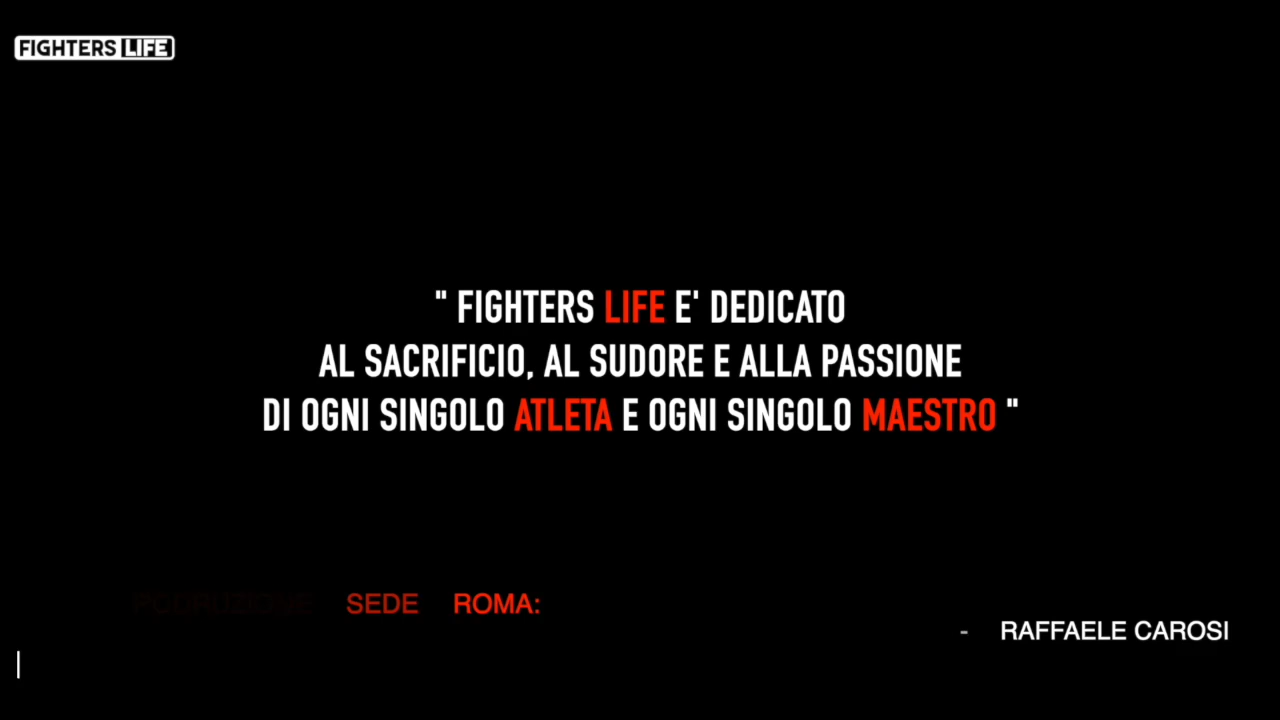 FIGHTERS LIFE
" FIGHTERS LIFE E' DEDICATO
AL SACRIFICIO, AL SUDORE E ALLA PASSIONE
DI OGNI SINGOLO ATLETA E OGNI SINGOLO MAESTRO "
SEDE ROMA:
- RAFFAELE CAROSI